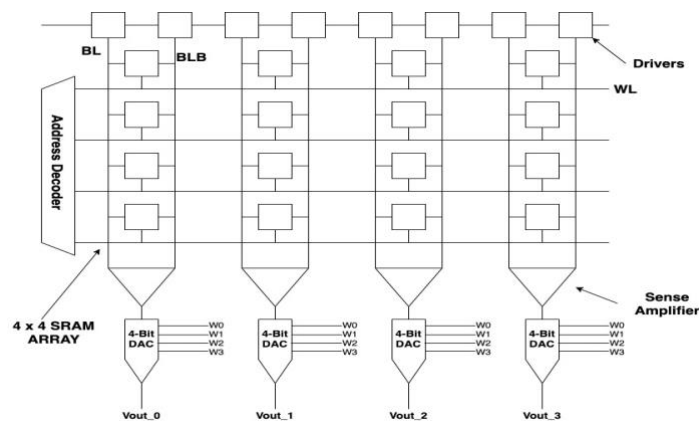 BL
BLB
Drivers
WL
Address Decoder
4 x 4 SRAM
ARRAY
Sense
Amplifier
4-Bit
DAC
W0
W1
W2
W3
4-Bit
DAC
W0
W1
W2
W3
4-Bit
DAC
W0
W1
W2
W3
4-Bit
DAC
W0
W1
W2
W3
Vout_0
Vout_1
Vout_2
Vout_3